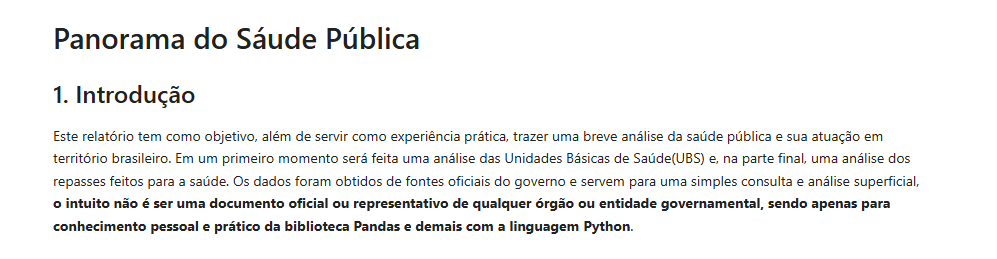 Panorama do Sáude Pública
1. Introdução
Este relatório tem como objetivo, além de servir como experiência prática, trazer uma breve análise da saúde pública e sua atuação em
território brasileiro. Em um primeiro momento será feita uma análise das Unidades Básicas de Saúde(UBS) e, na parte final, uma análise dos
repasses feitos para a saúde. Os dados foram obtidos de fontes oficiais do governo e servem para uma simples consulta e análise superficial,
o intuito não é ser uma documento oficial ou representativo de qualquer órgão ou entidade governamental, sendo apenas para
conhecimento pessoal e prático da biblioteca Pandas e demais com a linguagem Python.